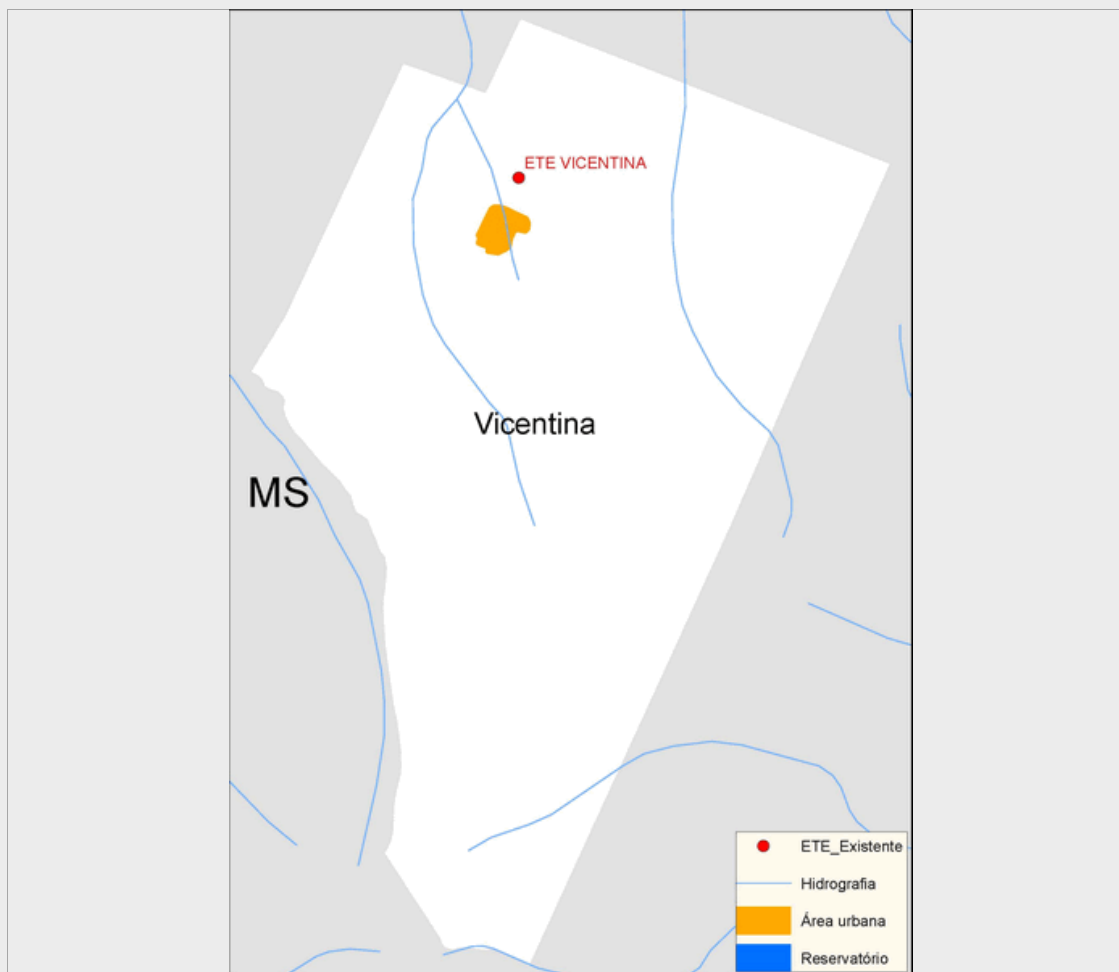 ETE VICENTINA
Vicentina
MS
ETE_Existente
Hidrografia
Área urbana
Reservatório